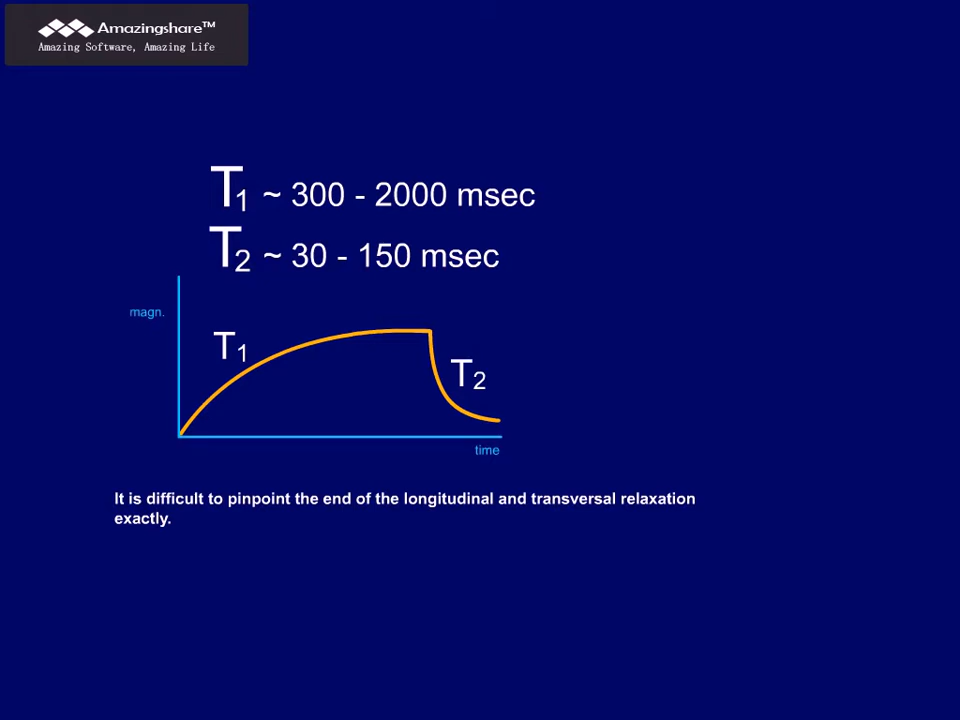 Amazingshare™
Amazing Software, Amazing Life
T1 ~ 300 - 2000 msec
T2 ~ 30 - 150 msec
magn.
T1
T2
time
It is difficult to pinpoint the end of the longitudinal and transversal relaxation
exactly.